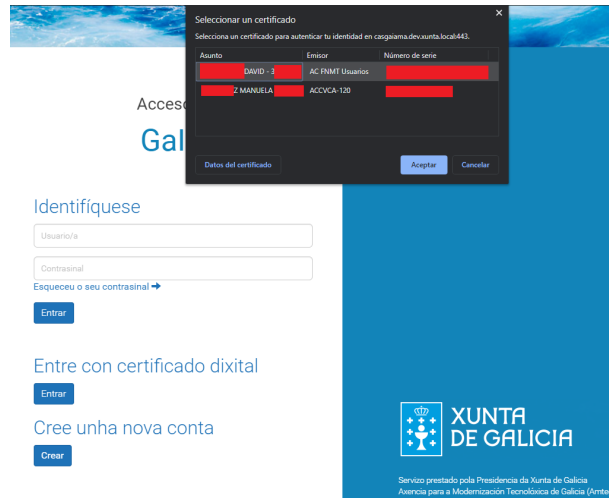 Seleccionar un certificado
Selecciona un certificado para autenticar tu identidad en casgaiama.dev.xunta.local:443.
Asunto Emisor Número de serie
DAVID - 3 AC FNMT Usuarios
Z MANUELA ACCVCA-120
Datos del certificado Aceptar Cancelar
Acceso
Identifíquese
Usuario/a
Contrasinal
Esqueceu o seu contrasinal
Entrar
Entre con certificado dixital
Entrar
Cree unha nova conta
Crear
XUNTA
DE GALICIA
Servizo prestado pola Presidencia da Xunta de Galicia
Axencia para a Modernización Tecnolóxica de Galicia (Amte